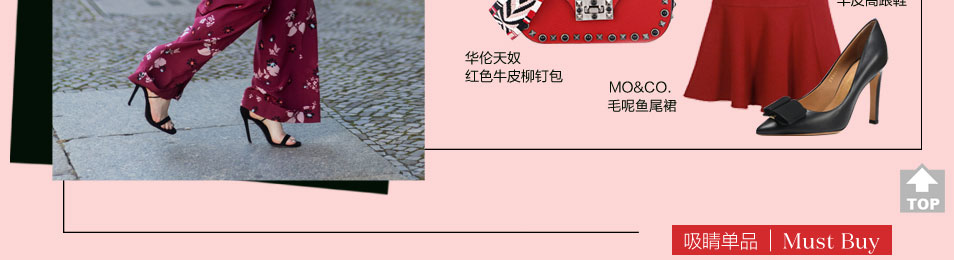 牛皮高跟鞋
华伦天奴
红色牛皮柳钉包
MO&CO.
毛呢鱼尾裙
TOP
吸睛单品 | Must Buy